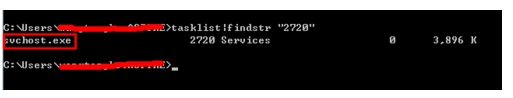 C:\Users\ >tasklist|findstr "2720"
svchost.exe 2720 Services 0 3,896 K
C:\Users\ >_